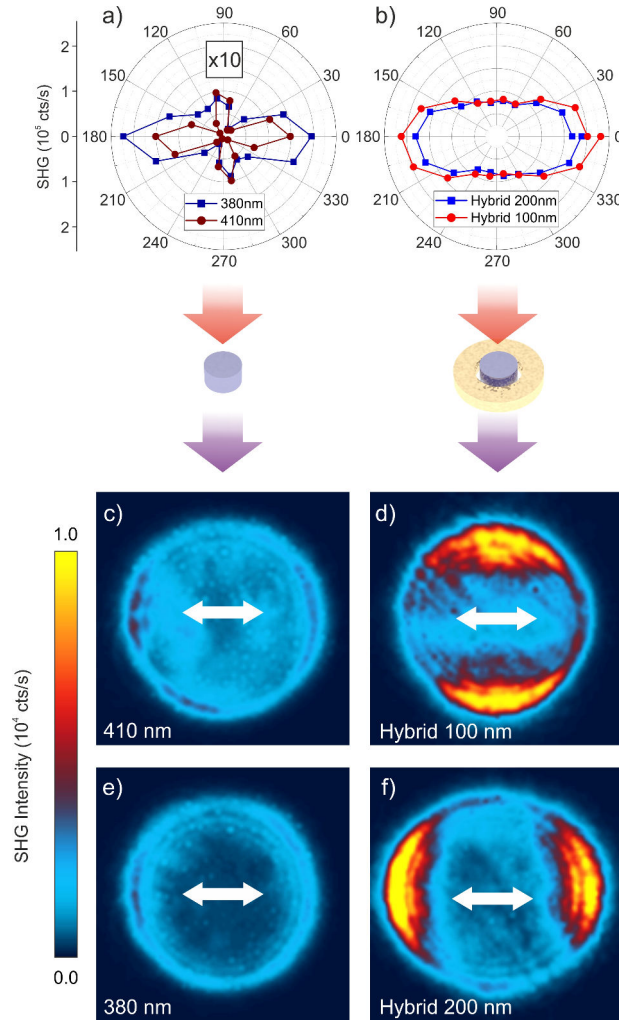 a)
b)
x10
SHG (10⁵ cts/s)
2
1
0
1
2
90
60
30
0
330
300
270
240
210
180
150
120
380nm
410nm
90
60
30
0
330
300
270
240
210
180
150
120
Hybrid 200nm
Hybrid 100nm
SHG Intensity (10⁴ cts/s)
1.0
0.0
c)
410 nm
d)
Hybrid 100 nm
e)
380 nm
f)
Hybrid 200 nm